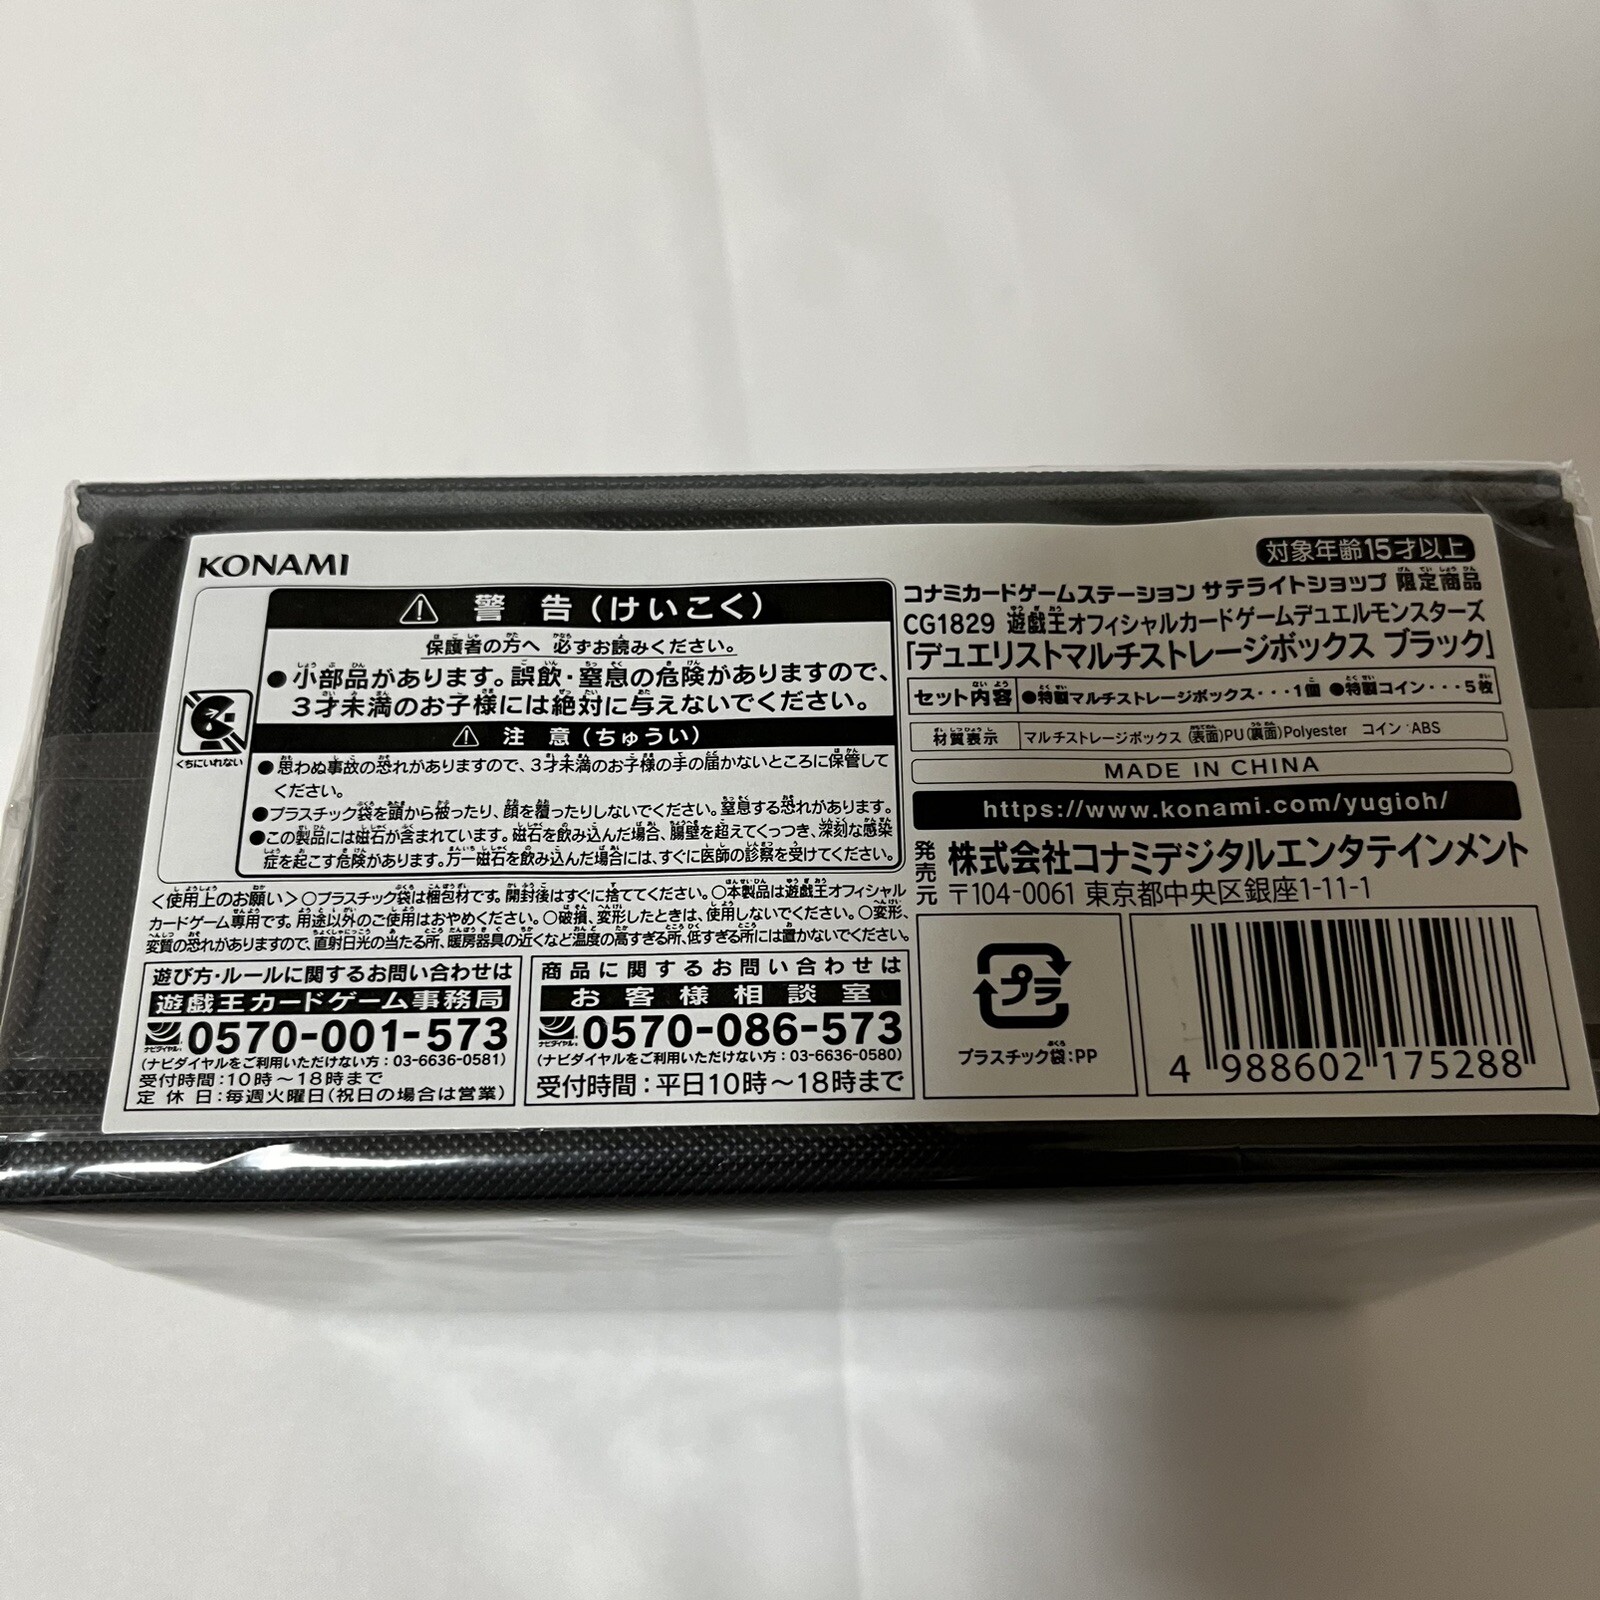 KONAMI
対象年齢15才以上
警告(けいこく)
保護者の方へ 必ずお読みください。
●小部品があります。誤飲・窒息の危険がありますので、
3才未満のお子様には絶対に与えないでください。
注意(ちゅうい)
●思わぬ事故の恐れがありますので、3才未満のお子様の手の届かないところに保管して
ください。
●プラスチック袋を頭から被ったり、顔を覆ったりしないでください。窒息する恐れがあります。
●この製品には磁石が含まれています。磁石を飲み込んだ場合、腸壁を超えてくっつき、深刻な感染
症を起こす危険があります。万一磁石を飲み込んだ場合には、すぐに医師の診察を受けてください。
くちにいれない
<使用上のお願い>○プラスチック袋は梱包材です。開封後はすぐに捨ててください。○本製品は遊戯王オフィシャル
カードゲーム専用です。用途以外のご使用はおやめください。○破損、変形したときは、使用しないでください。○変形、
変質の恐れがありますので、直射日光の当たる所、暖房器具の近くなど温度の高すぎる所、低すぎる所には置かないでください。
遊び方・ルールに関するお問い合わせは
遊戯王カードゲーム事務局
ナビダイヤル 0570-001-573
(ナビダイヤルをご利用いただけない方:03-6636-0581)
受付時間:10時～18時まで
定休日:毎週火曜日(祝日の場合は営業)
商品に関するお問い合わせは
お客様相談室
ナビダイヤル 0570-086-573
(ナビダイヤルをご利用いただけない方:03-6636-0580)
受付時間:平日10時～18時まで
コナミカードゲームステーション サテライトショップ 限定商品
CG1829 遊戯王オフィシャルカードゲームデュエルモンスターズ
「デュエリストマルチストレージボックス ブラック」
セット内容 ●特製マルチストレージボックス・・・1個 ●特製コイン・・・5枚
材質表示 マルチストレージボックス (表面)PU(裏面)Polyester コイン:ABS
MADE IN CHINA
https://www.konami.com/yugioh/
発売元 株式会社コナミデジタルエンタテインメント
〒104-0061 東京都中央区銀座1-11-1
プラ
プラスチック袋:PP
4 988602 175288